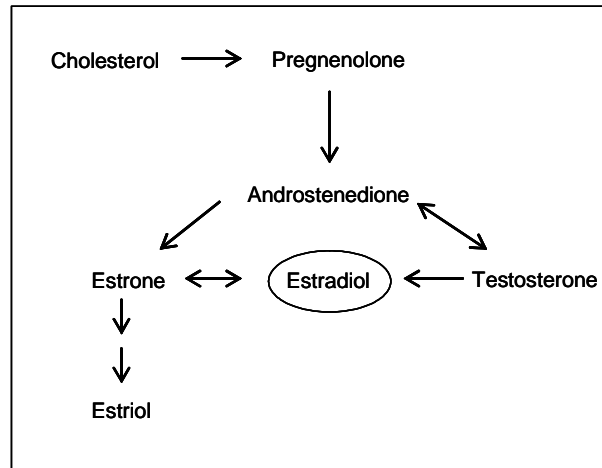 Cholesterol Pregnenolone
Androstenedione
Estrone Estradiol Testosterone
Estriol